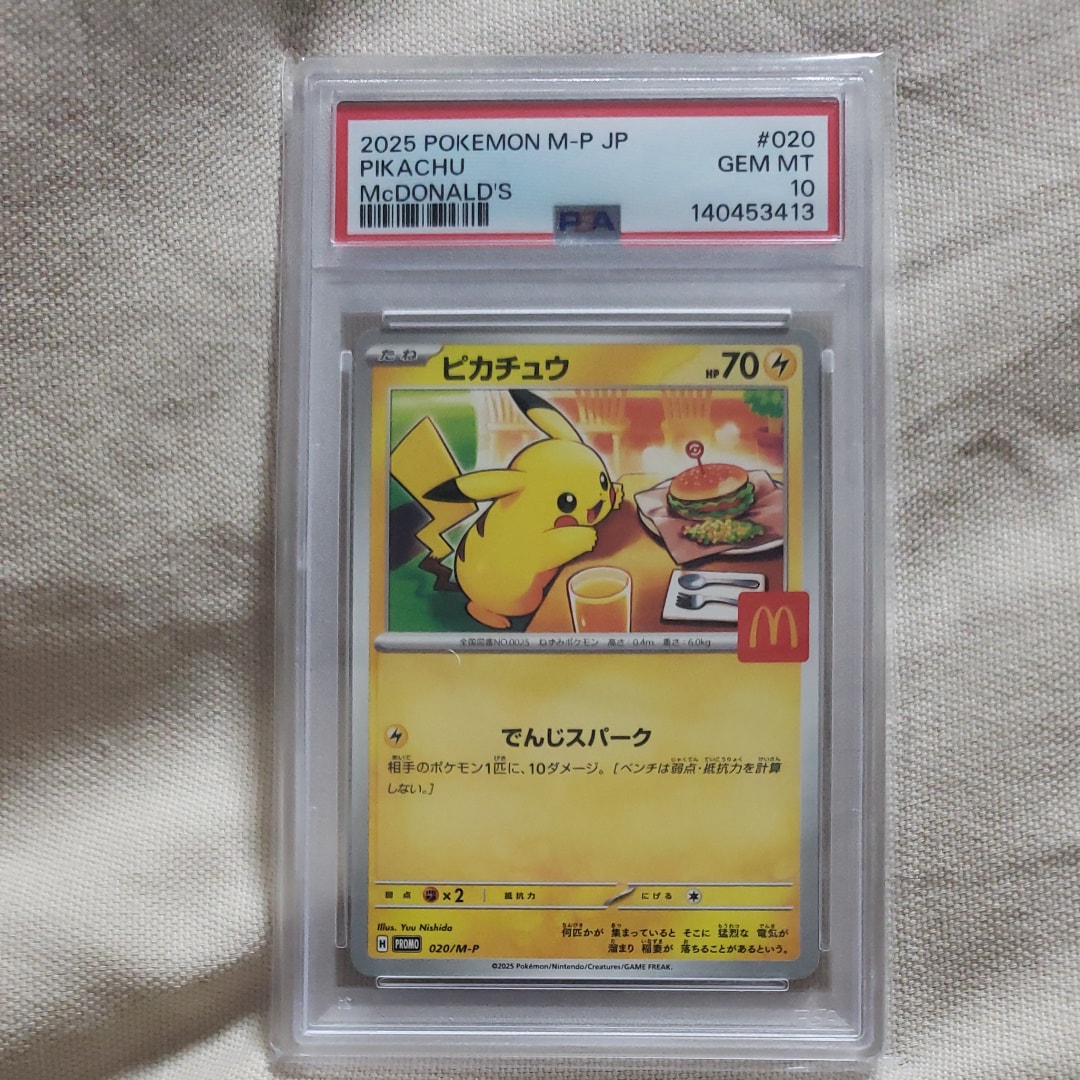 2025 POKEMON M-P JP #020
PIKACHU GEM MT
McDONALD'S 10
140453413
PSA
たね ピカチュウ HP70
全国図鑑NO.0025 ねずみポケモン 高さ:0.4m 重さ:6.0kg
でんじスパーク
相手のポケモン1匹に、10ダメージ。[ベンチは弱点・抵抗力を計算
しない。]
弱点 ×2 抵抗力 にげる
Illus. Yuu Nishida
H PROMO 020/M-P
何匹かが 集まっていると そこに 猛烈な 電気が
溜まり 稲妻が 落ちることがあるという。
©2025 Pokémon/Nintendo/Creatures/GAME FREAK.